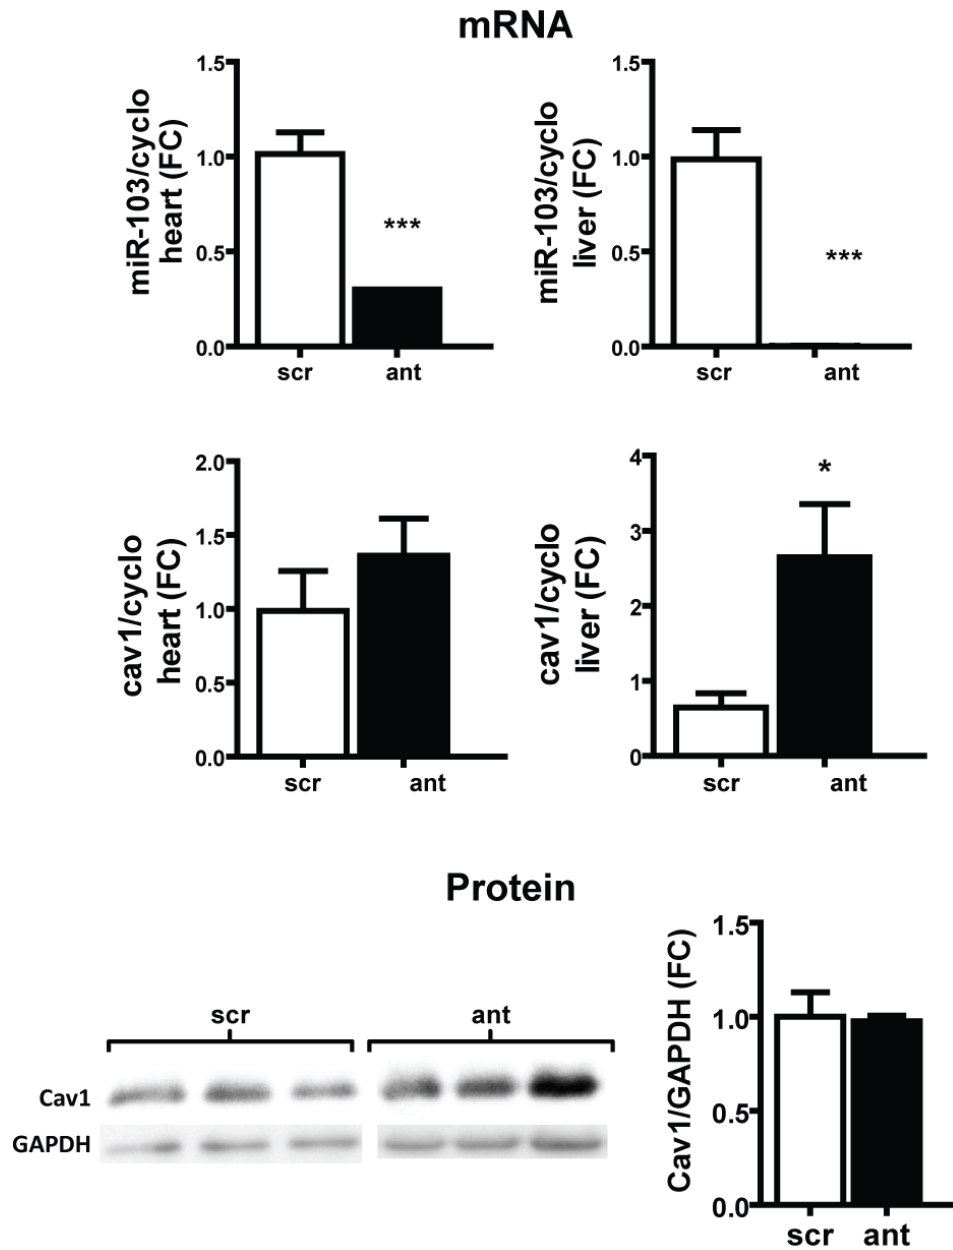 mRNA
miR-103/cyclo
heart (FC)
1.5
1.0
0.5
0.0
***
scr
ant
miR-103/cyclo
liver (FC)
1.5
1.0
0.5
0.0
***
scr
ant
cav1/cyclo
heart (FC)
2.0
1.5
1.0
0.5
0.0
scr
ant
cav1/cyclo
liver (FC)
4
3
2
1
0
*
scr
ant
Protein
scr
ant
Cav1
GAPDH
Cav1/GAPDH (FC)
1.5
1.0
0.5
0.0
scr
ant